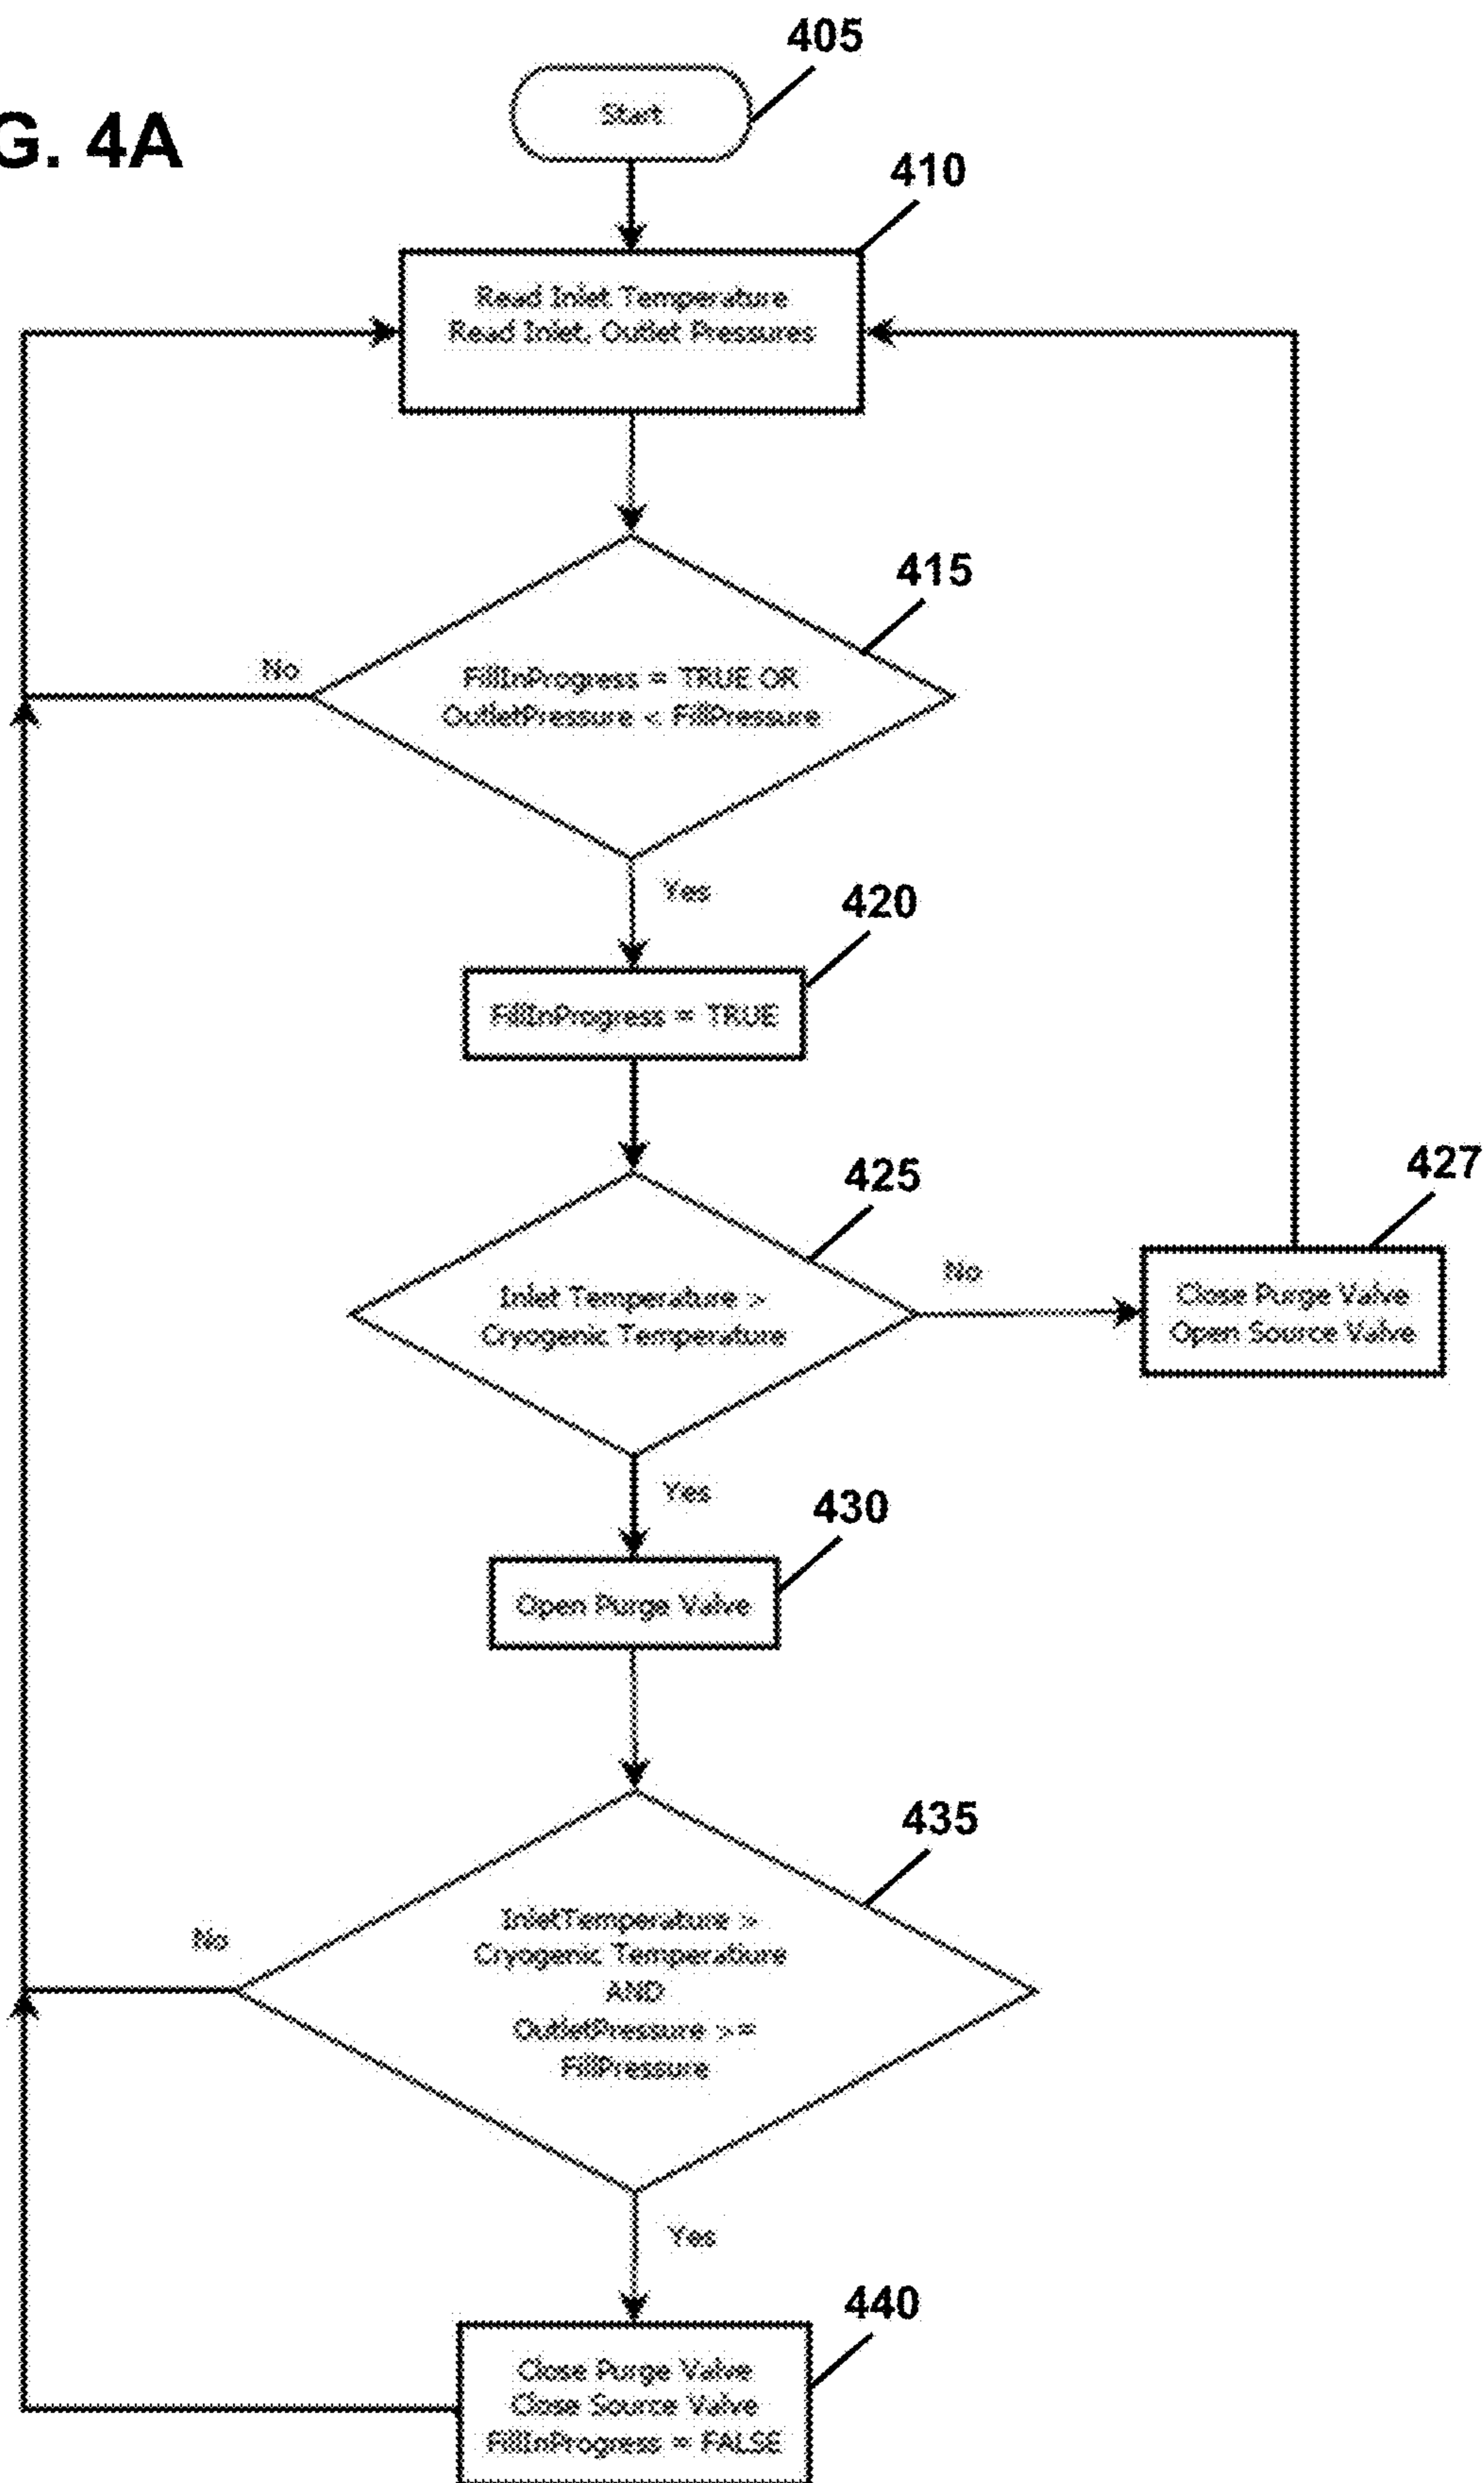 G. 4A
405
Start
410
Read Inlet Temperature
Read Inlet, Outlet Pressures
415
No
FillInProgress = TRUE OR
OutletPressure < FillPressure
Yes
420
FillInProgress = TRUE
425
427
Inlet Temperature >
Cryogenic Temperature
No
Close Purge Valve
Open Source Valve
Yes
430
Open Purge Valve
435
No
InletTemperature >
Cryogenic Temperature
AND
OutletPressure >=
FillPressure
Yes
440
Close Purge Valve
Close Source Valve
FillInProgress = FALSE